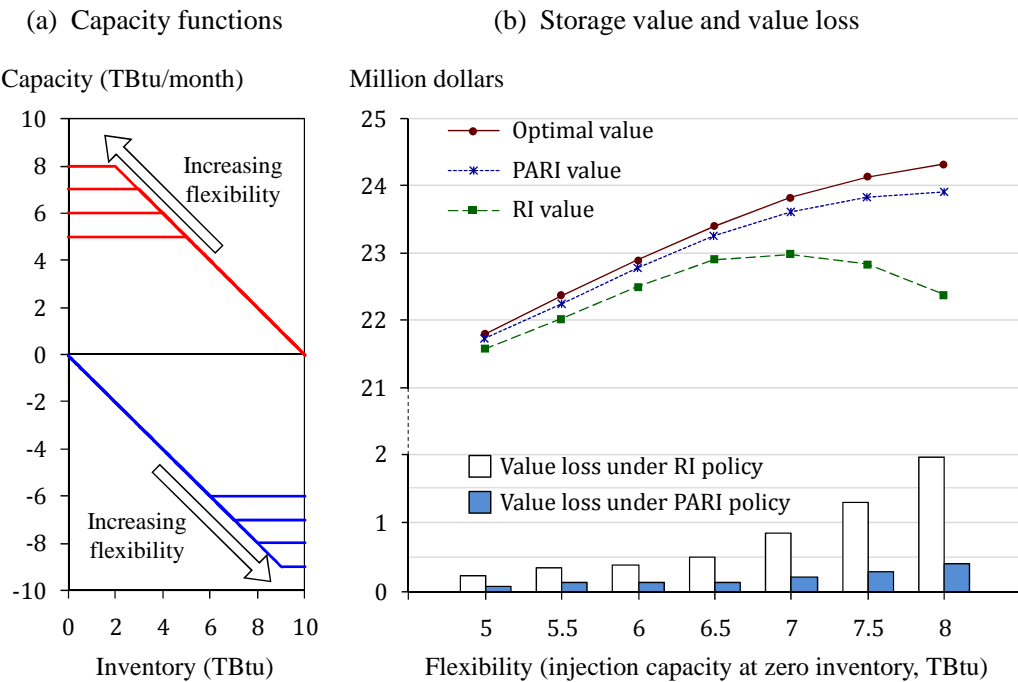 (a) Capacity functions
Capacity (TBtu/month)
10
8
6
4
2
0
-2
-4
-6
-8
-10
Increasing
flexibility
Increasing
flexibility
0 2 4 6 8 10
Inventory (TBtu)
(b) Storage value and value loss
Million dollars
25
24
23
22
21
2
1
0
Optimal value
PARI value
RI value
Value loss under RI policy
Value loss under PARI policy
5 5.5 6 6.5 7 7.5 8
Flexibility (injection capacity at zero inventory, TBtu)